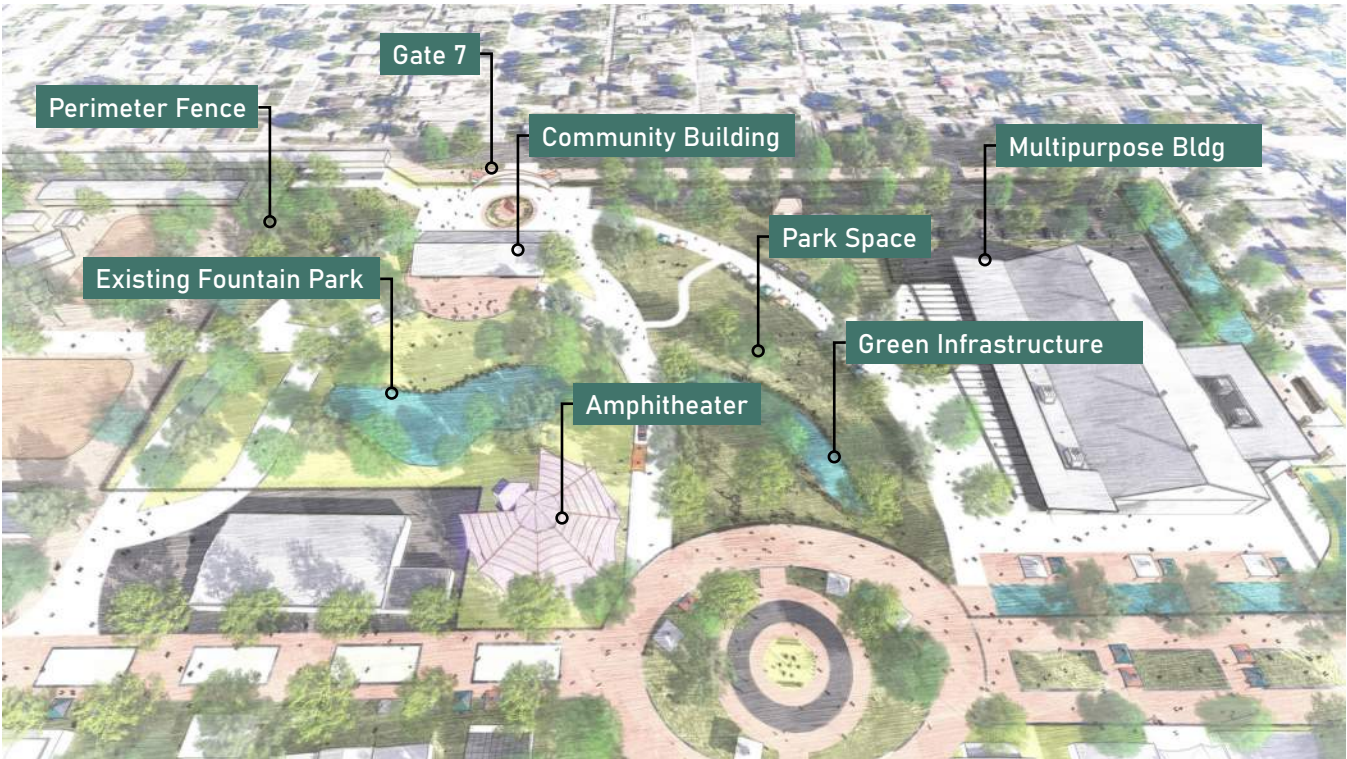 Gate 7
Perimeter Fence
Community Building
Multipurpose Bldg
Park Space
Existing Fountain Park
Green Infrastructure
Amphitheater